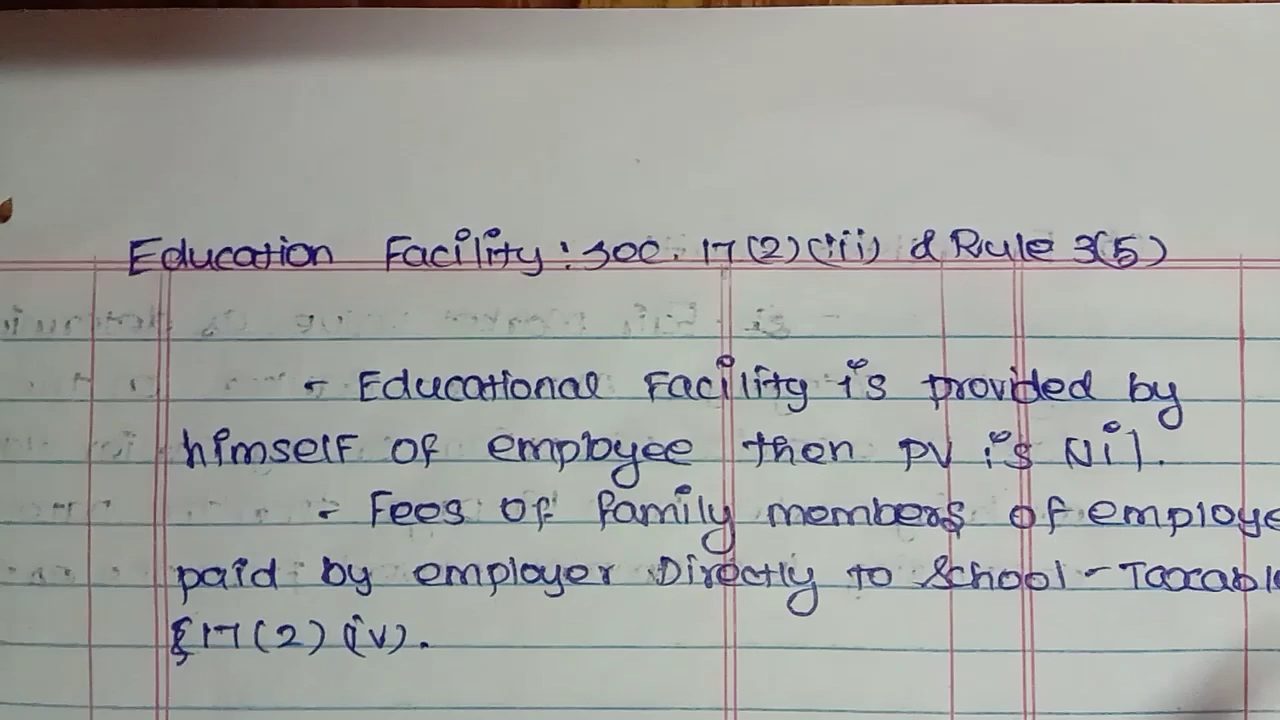 Education Facility: Sec. 17(2)(iii) & Rule 3(5)
- Educational Facility is provided by
himself of employee then PV is Nil.
- Fees of family members of employe
paid by employer Directly to School - Taxable
§17(2)(iv).